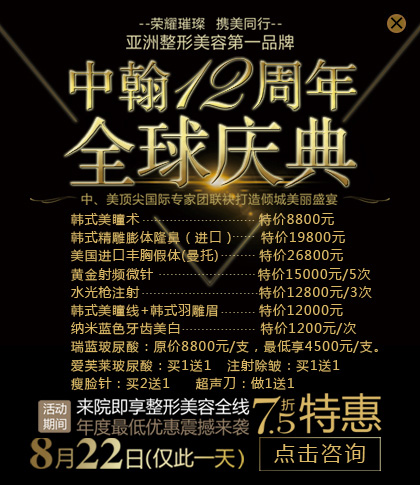 --荣耀璀璨 携美同行--
亚洲整形美容第一品牌
中翰12周年
全球庆典
中、美顶尖国际专家团联袂打造倾城美丽盛宴
韩式美瞳术……………………特价8800元
韩式精雕膨体隆鼻（进口）……特价19800元
美国进口丰胸假体(曼托)………特价26800元
黄金射频微针 …………………特价15000元/5次
水光枪注射……………………特价12800元/3次
韩式美瞳线+韩式羽雕眉………特价12000元
纳米蓝色牙齿美白………………特价1200元/次
瑞蓝玻尿酸：原价8800元/支，最低享4500元/支。
爱芙莱玻尿酸：买1送1 注射除皱：买1送1
瘦脸针：买2送1 超声刀：做1送1
活动期间 来院即享整形美容全线 7.5折特惠
年度最低优惠震撼来袭
8月22日(仅此一天） 点击咨询